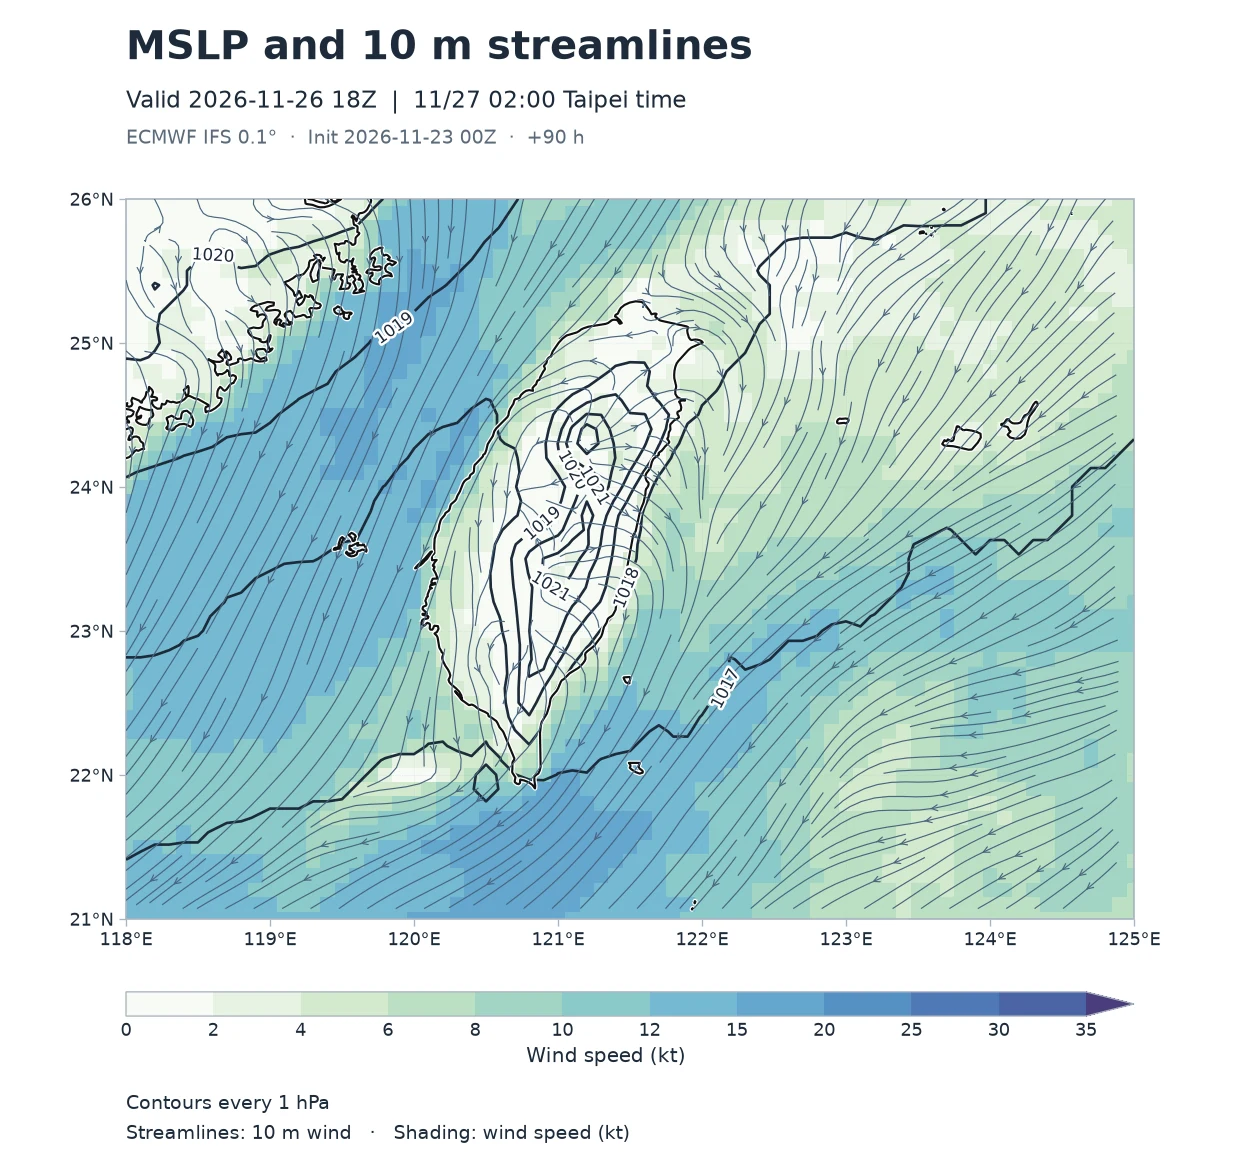 MSLP and 10 m streamlines
Valid 2026-11-26 18Z | 11/27 02:00 Taipei time
ECMWF IFS 0.1° · Init 2026-11-23 00Z · +90 h
26°N
25°N
24°N
23°N
22°N
21°N
1020
1019
1020
1021
1019
1021
1018
1017
118°E 119°E 120°E 121°E 122°E 123°E 124°E 125°E
0 2 4 6 8 10 12 15 20 25 30 35
Wind speed (kt)
Contours every 1 hPa
Streamlines: 10 m wind · Shading: wind speed (kt)